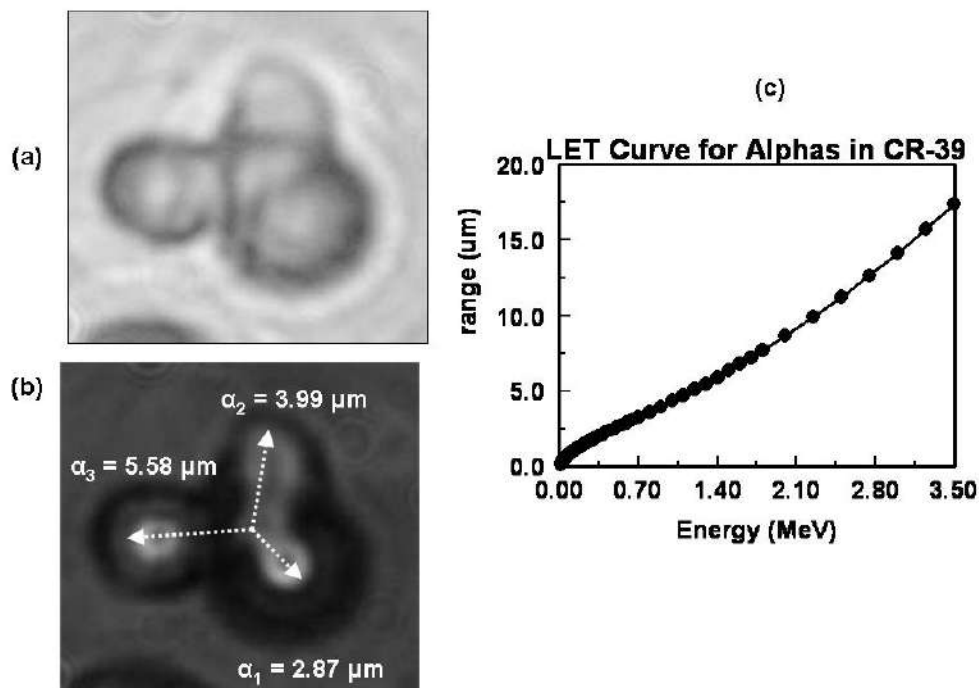 (a)
(b)
α₂ = 3.99 μm
α₃ = 5.58 μm
α₁ = 2.87 μm
(c)
LET Curve for Alphas in CR-39
range (um)
20.0
15.0
10.0
5.0
0.0
0.00 0.70 1.40 2.10 2.80 3.50
Energy (MeV)